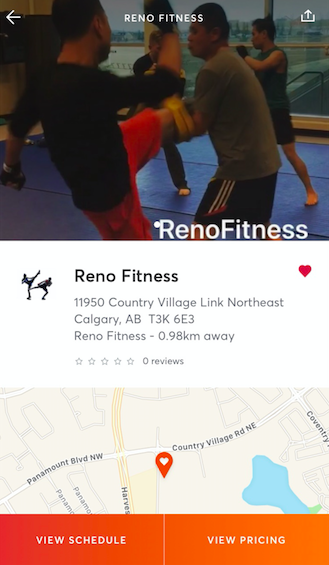 RENO FITNESS
RenoFitness
Reno Fitness
11950 Country Village Link Northeast
Calgary, AB T3K 6E3
Reno Fitness - 0.98km away
0 reviews
Country Village Rd NE
Coventry
Panamount Blvd NW
Panamount
Harves
VIEW SCHEDULE
VIEW PRICING